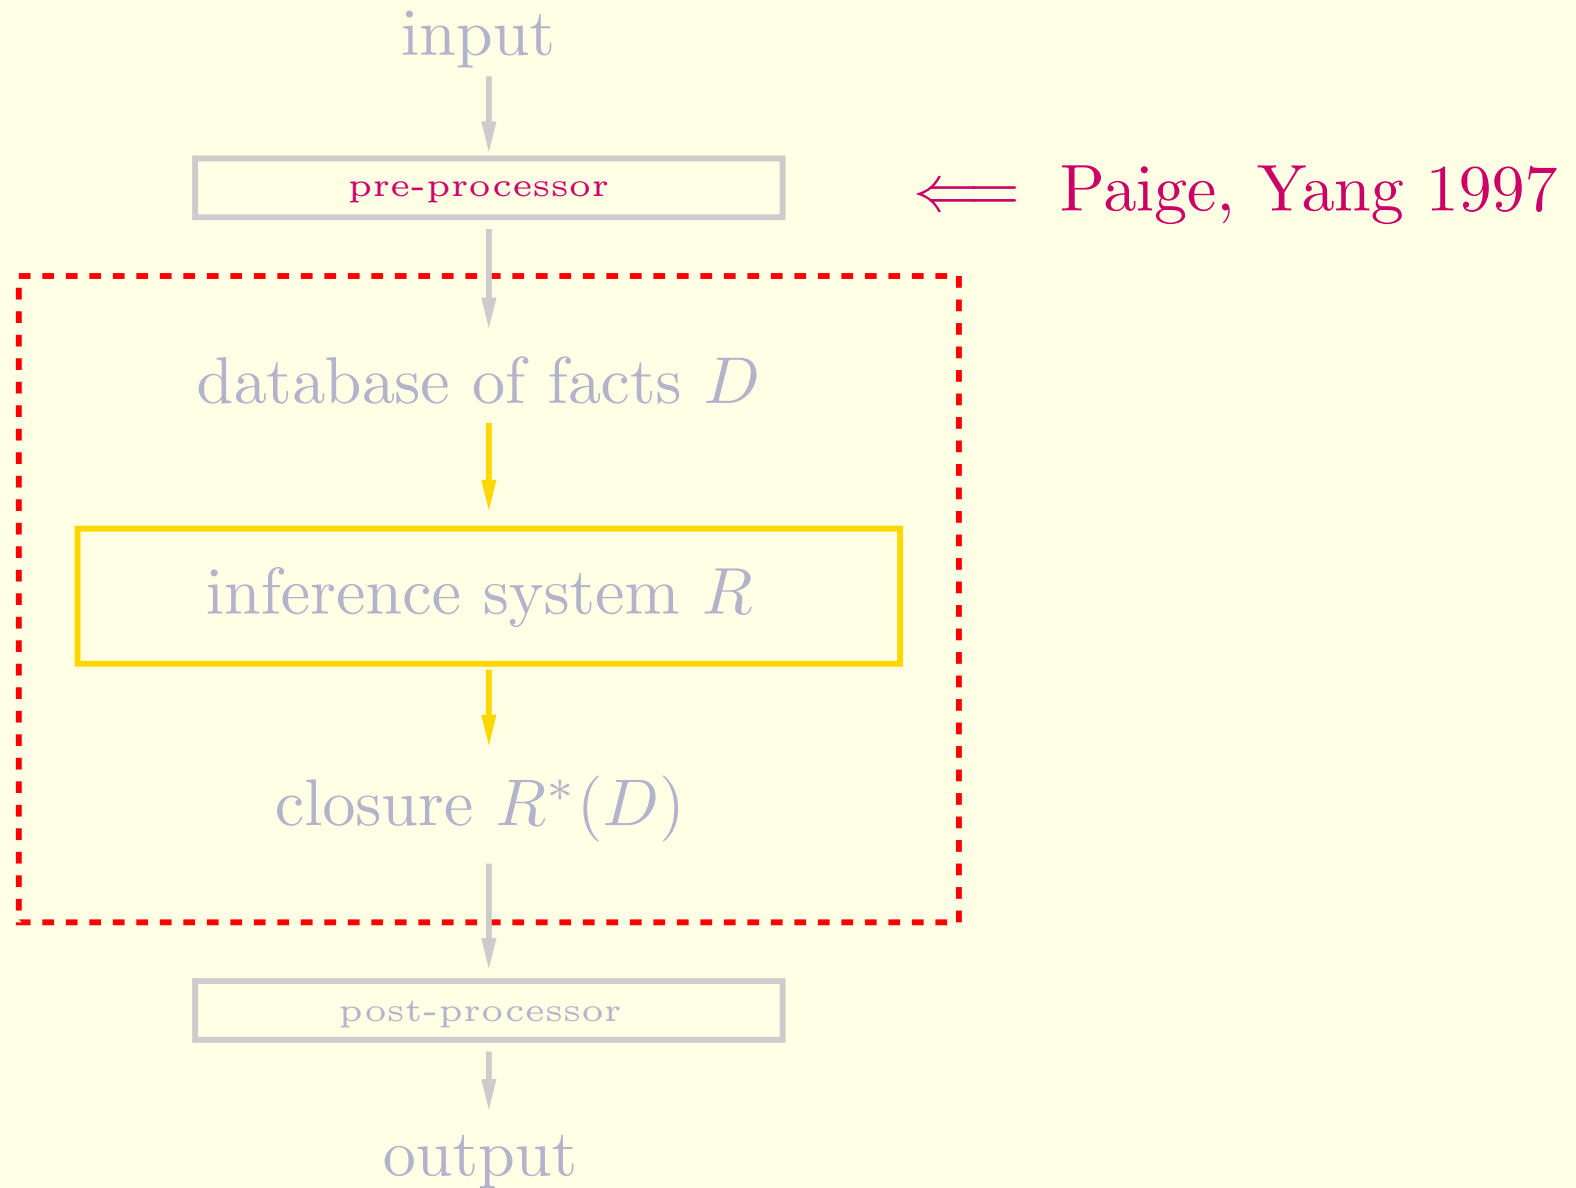 input
pre-processor
⟸ Paige, Yang 1997
database of facts D
inference system R
closure R*(D)
post-processor
output